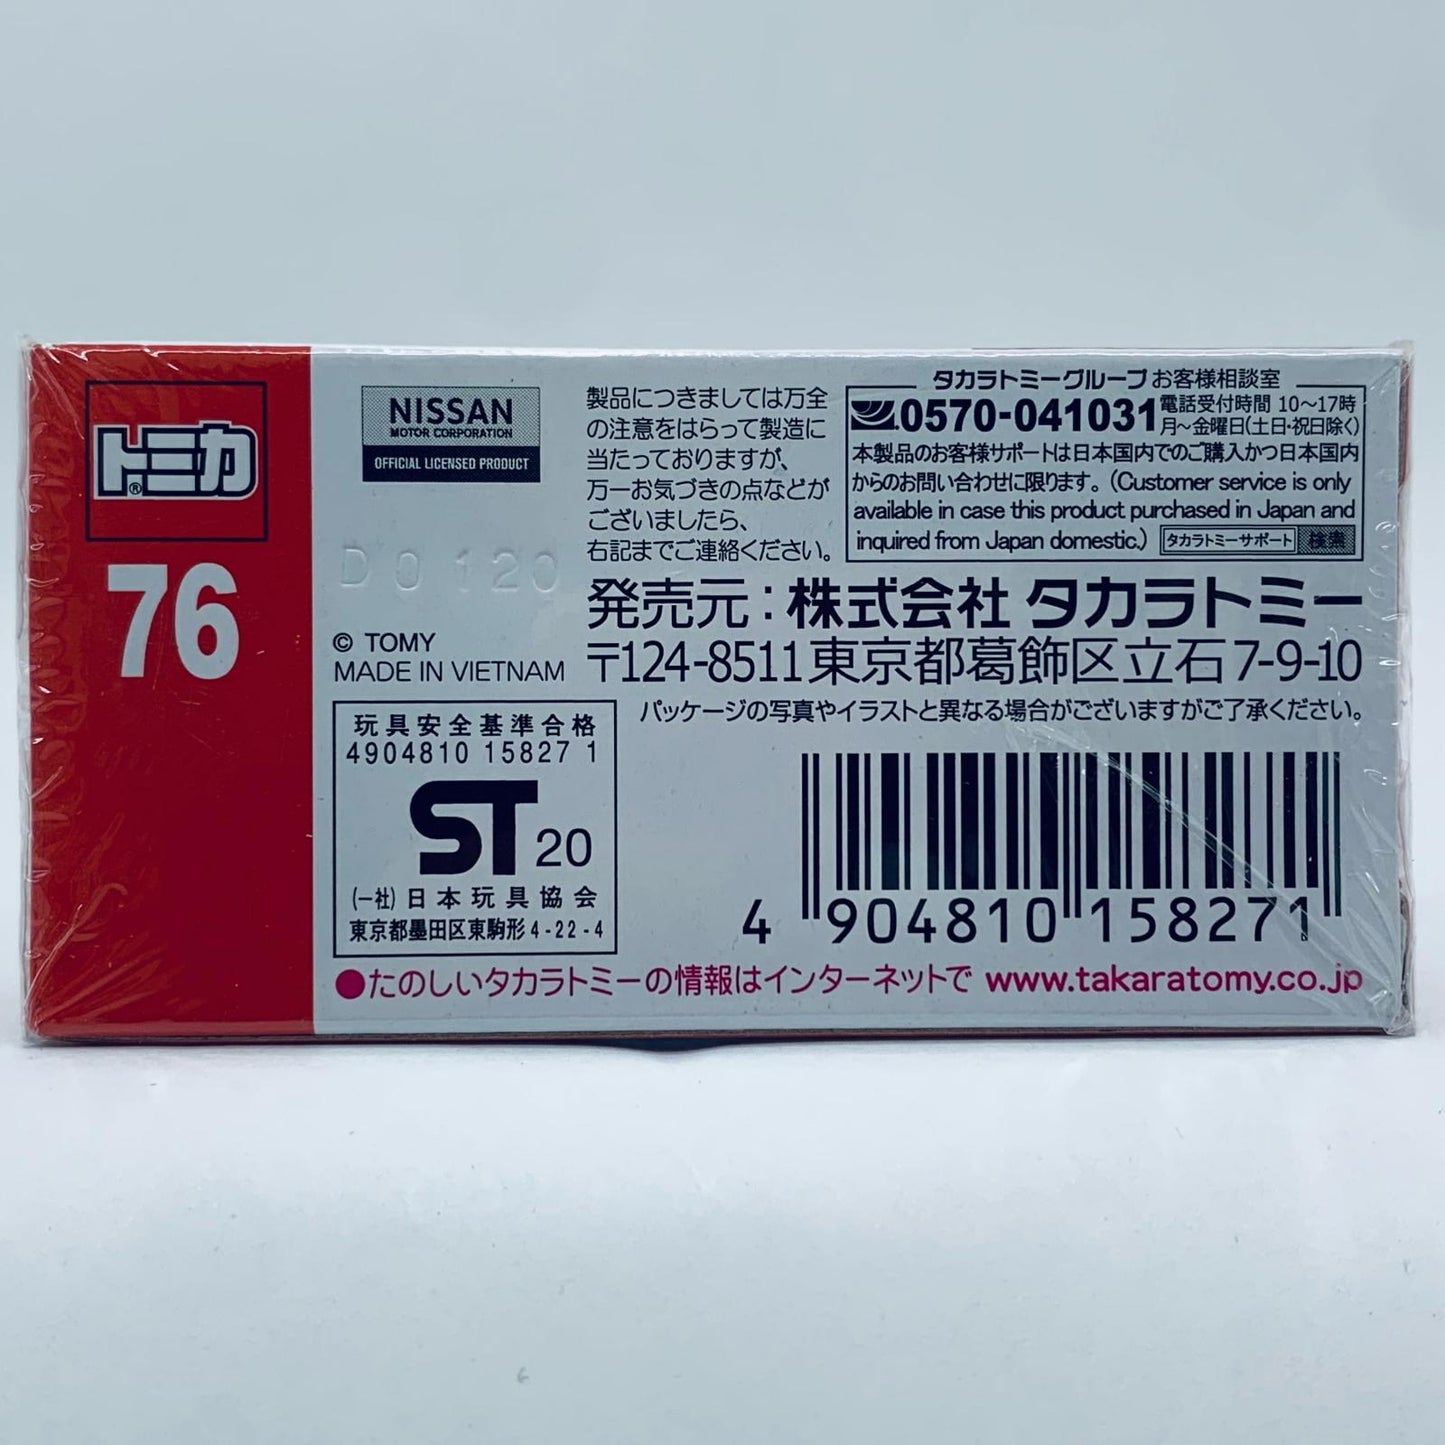 トミカ®
76
NISSAN
MOTOR CORPORATION
OFFICIAL LICENSED PRODUCT
D0 120
© TOMY
MADE IN VIETNAM
製品につきましては万全
の注意をはらって製造に
当たっておりますが、
万一お気づきの点などが
ございましたら、
右記までご連絡ください。
タカラトミーグループお客様相談室
0570-041031 電話受付時間 10〜17時
月〜金曜日(土日・祝日除く)
本製品のお客様サポートは日本国内でのご購入かつ日本国内
からのお問い合わせに限ります。(Customer service is only
available in case this product purchased in Japan and
inquired from Japan domestic.) タカラトミーサポート 検索
発売元：株式会社 タカラトミー
〒124-8511 東京都葛飾区立石 7-9-10
パッケージの写真やイラストと異なる場合がございますがご了承ください。
玩具安全基準合格
4904810 15827 1
ST 20
(一社) 日本玩具協会
東京都墨田区東駒形 4-22-4
4 904810 158271
●たのしいタカラトミーの情報はインターネットで www.takaratomy.co.jp